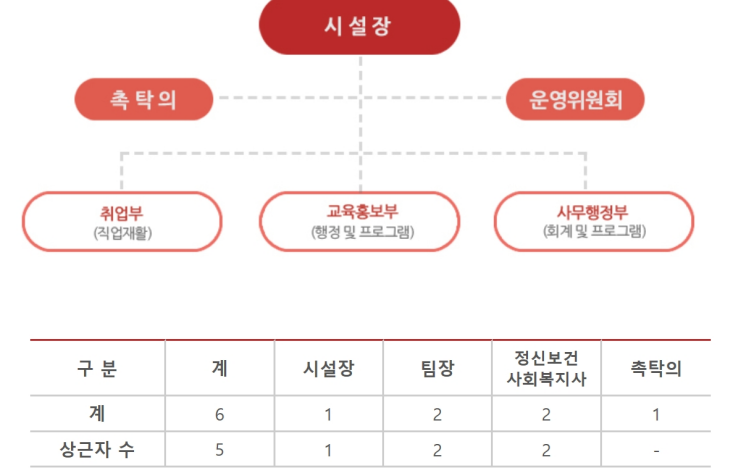 시설장
촉탁의
운영위원회
취업부
(직업재활)
교육홍보부
(행정 및 프로그램)
사무행정부
(회계 및 프로그램)
구 분 계 시설장 팀장 정신보건 촉탁의
사회복지사
계 6 1 2 2 1
상근자 수 5 1 2 2 -